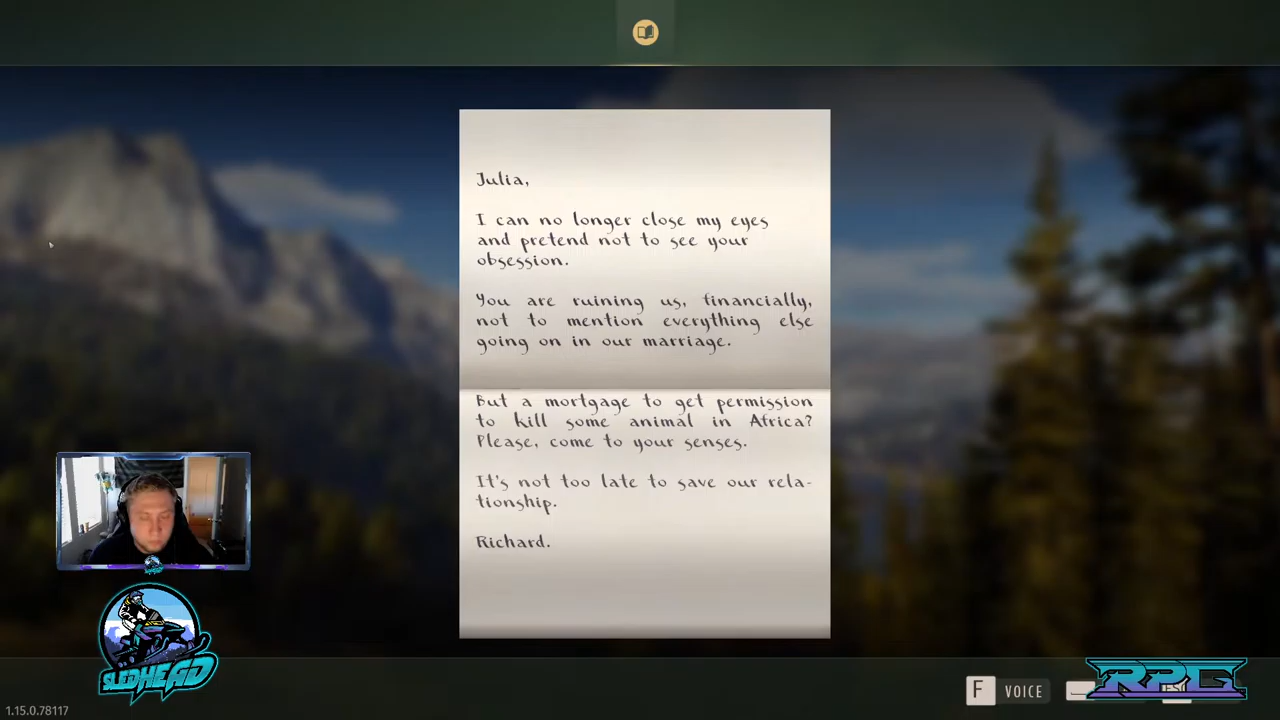 Julia,
I can no longer close my eyes
and pretend not to see your
obsession.
You are ruining us, financially,
not to mention everything else
going on in our marriage.
But a mortgage to get permission
to kill some animal in Africa?
Please, come to your senses.
It's not too late to save our rela-
tionship.
Richard.
SLEDHEAD
F VOICE
RPG
ESC
1.15.0.78117